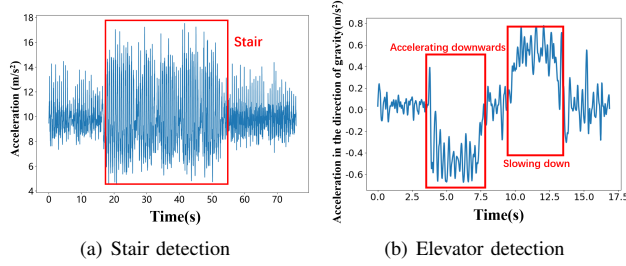 18
16
14
12
10
8
6
4
0 10 20 30 40 50 60 70
Acceleration (m/s²)
Time(s)
Stair
(a) Stair detection
0.8
0.6
0.4
0.2
0.0
-0.2
-0.4
-0.6
0.0 2.5 5.0 7.5 10.0 12.5 15.0 17.5
Acceleration in the direction of gravity(m/s²)
Time(s)
Accelerating downwards
Slowing down
(b) Elevator detection